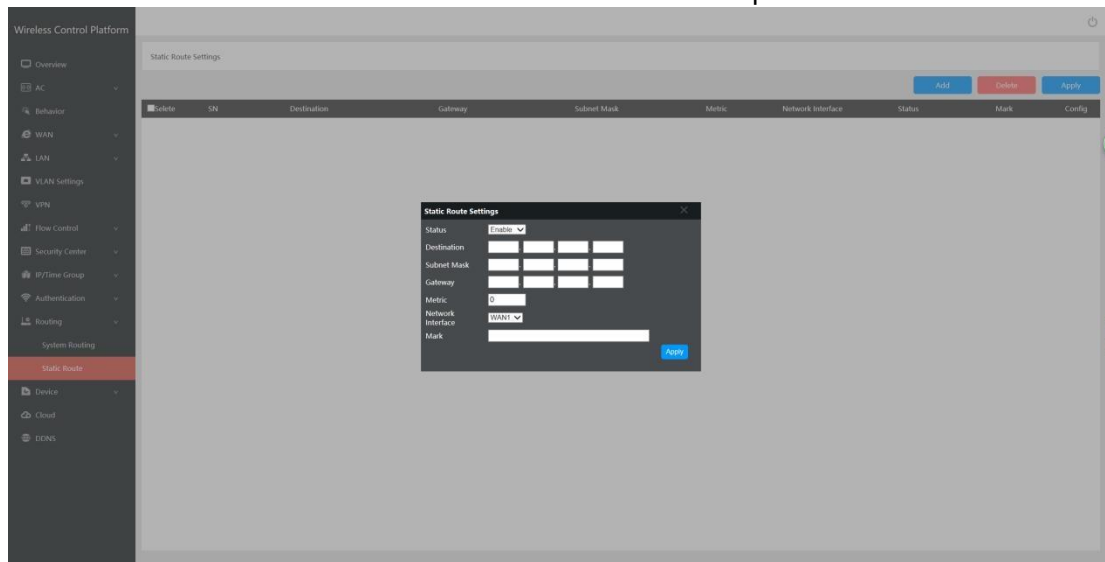 Wireless Control Platform
Overview
AC
Behavior
WAN
LAN
VLAN Settings
VPN
Flow Control
Security Center
IP/Time Group
Authentication
Routing
System Routing
Static Route
Device
Cloud
DDNS
Static Route Settings
Add Delete Apply
Selete SN Destination Gateway Subnet Mask Metric Network Interface Status Mark Config
Static Route Settings
Status Enable
Destination . . .
Subnet Mask . . .
Gateway . . .
Metric 0
Network
Interface WAN1
Mark
Apply